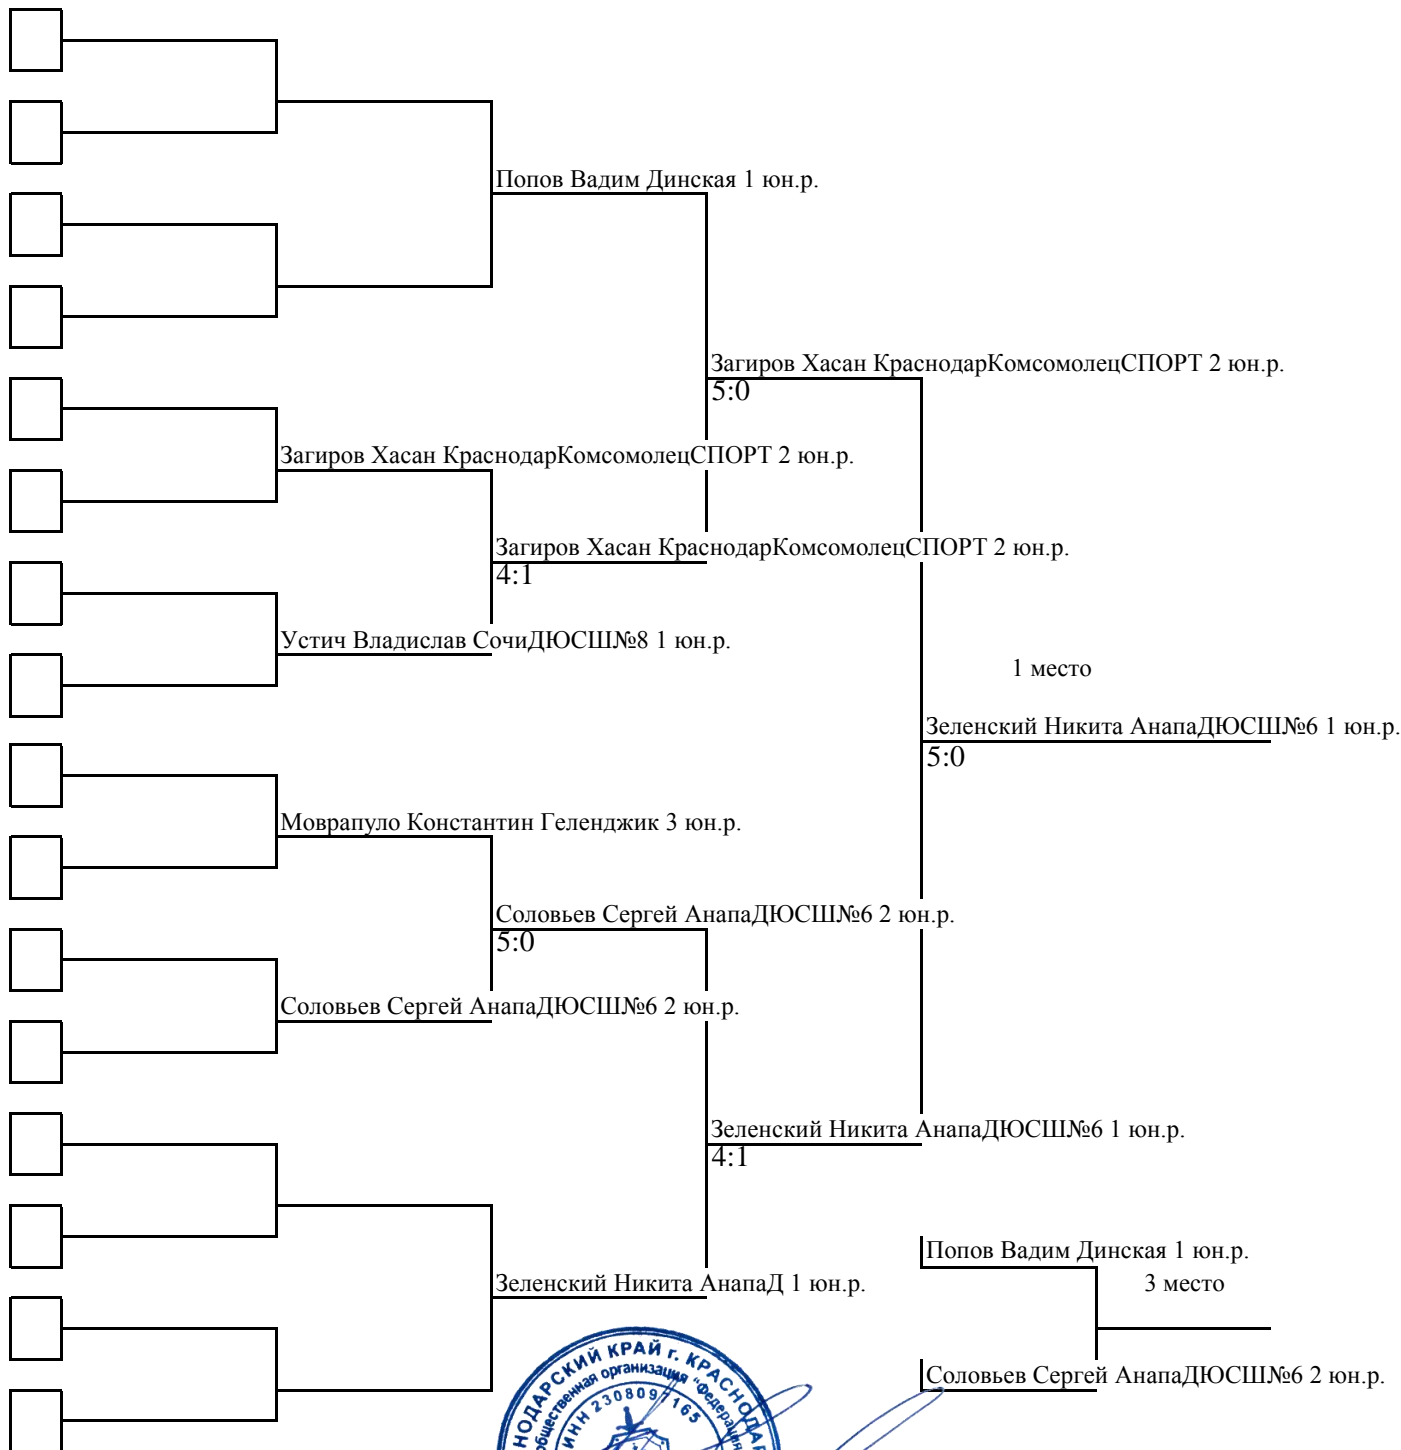 Попов Вадим Динская 1 юн.р.
Загиров Хасан КраснодарКомсомолецСПОРТ 2 юн.р.
5:0
Загиров Хасан КраснодарКомсомолецСПОРТ 2 юн.р.
Загиров Хасан КраснодарКомсомолецСПОРТ 2 юн.р.
4:1
Устич Владислав СочиДЮСШ№8 1 юн.р.
1 место
Зеленский Никита АнапаДЮСШ№6 1 юн.р.
5:0
Моврапуло Константин Геленджик 3 юн.р.
Соловьев Сергей АнапаДЮСШ№6 2 юн.р.
5:0
Соловьев Сергей АнапаДЮСШ№6 2 юн.р.
Зеленский Никита АнапаДЮСШ№6 1 юн.р.
4:1
Попов Вадим Динская 1 юн.р.
Зеленский Никита АнапаД 1 юн.р.
3 место
Соловьев Сергей АнапаДЮСШ№6 2 юн.р.
НОДАРСКИЙ КРАЙ г. КРАСНОДАР
общественная организация "Федерация
ИНН 230809 165